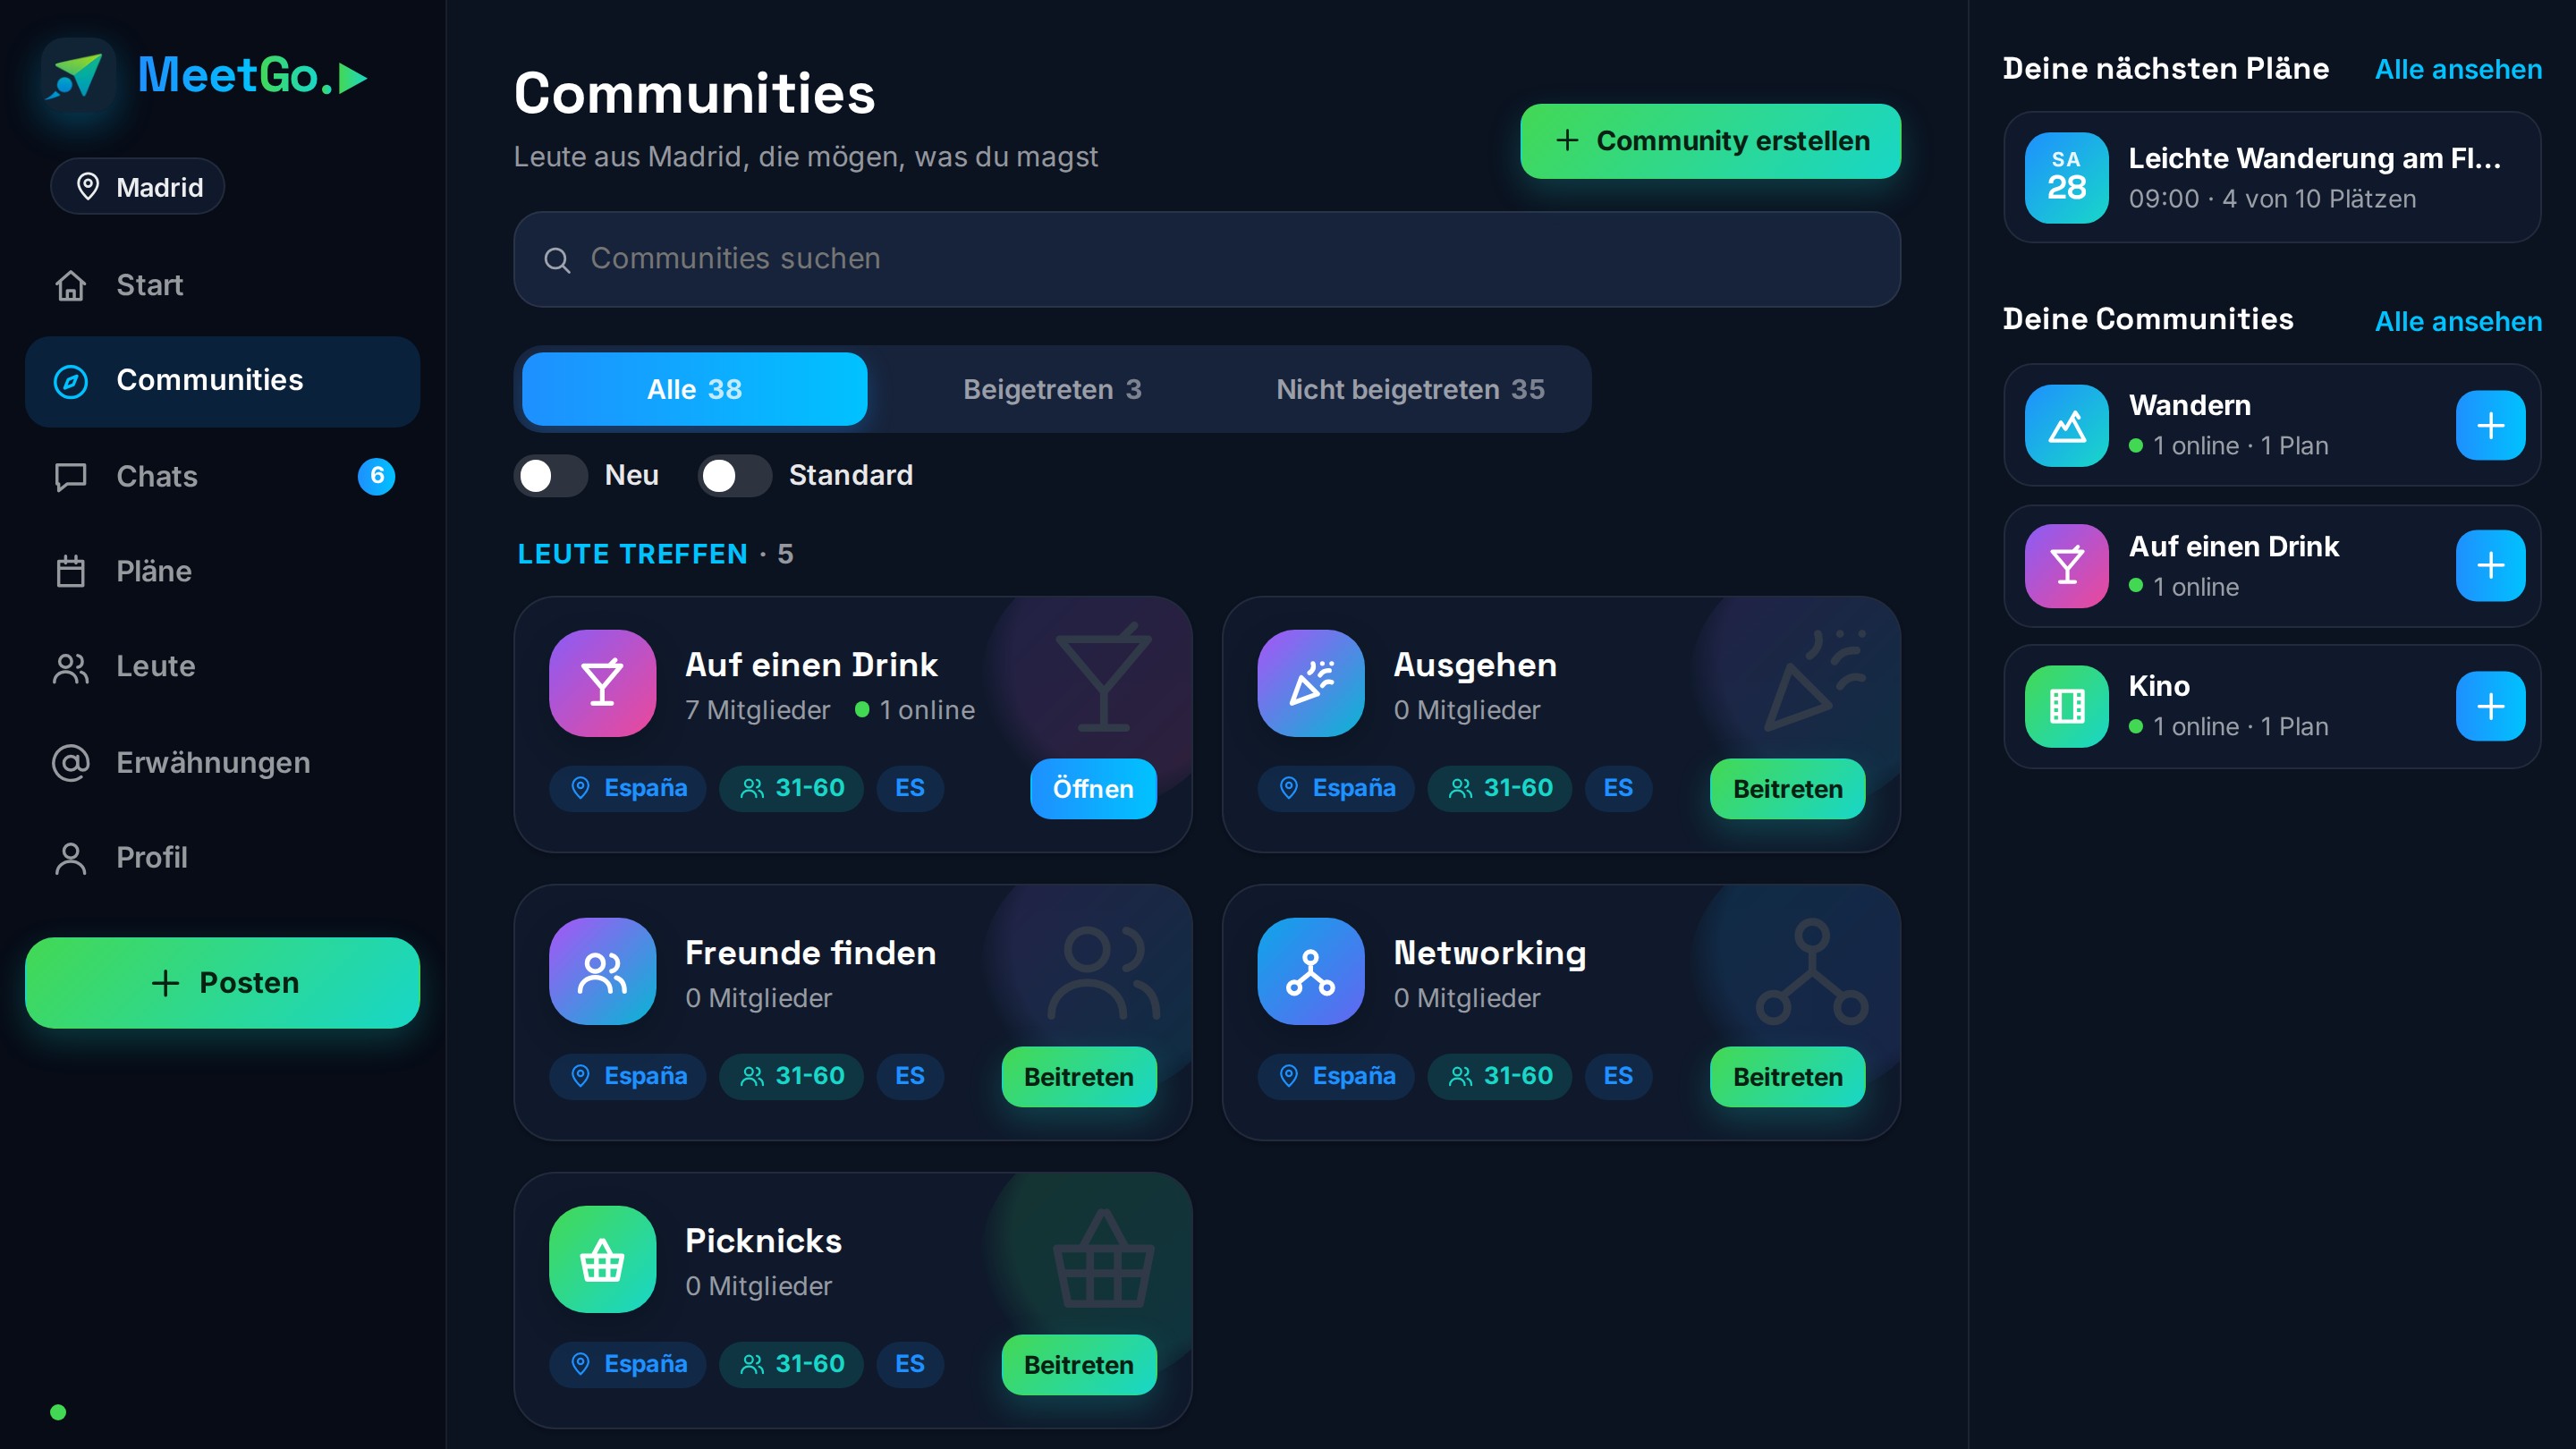 MeetGo.
Madrid
Start
Communities
Chats 6
Pläne
Leute
Erwähnungen
Profil
Posten
Communities
Leute aus Madrid, die mögen, was du magst
Community erstellen
Communities suchen
Alle 38
Beigetreten 3
Nicht beigetreten 35
Neu
Standard
LEUTE TREFFEN · 5
Auf einen Drink
7 Mitglieder 1 online
España 31-60 ES
Öffnen
Ausgehen
0 Mitglieder
España 31-60 ES
Beitreten
Freunde finden
0 Mitglieder
España 31-60 ES
Beitreten
Networking
0 Mitglieder
España 31-60 ES
Beitreten
Picknicks
0 Mitglieder
España 31-60 ES
Beitreten
Deine nächsten Pläne
Alle ansehen
SA
28
Leichte Wanderung am Fl...
09:00 · 4 von 10 Plätzen
Deine Communities
Alle ansehen
Wandern
1 online · 1 Plan
Auf einen Drink
1 online
Kino
1 online · 1 Plan